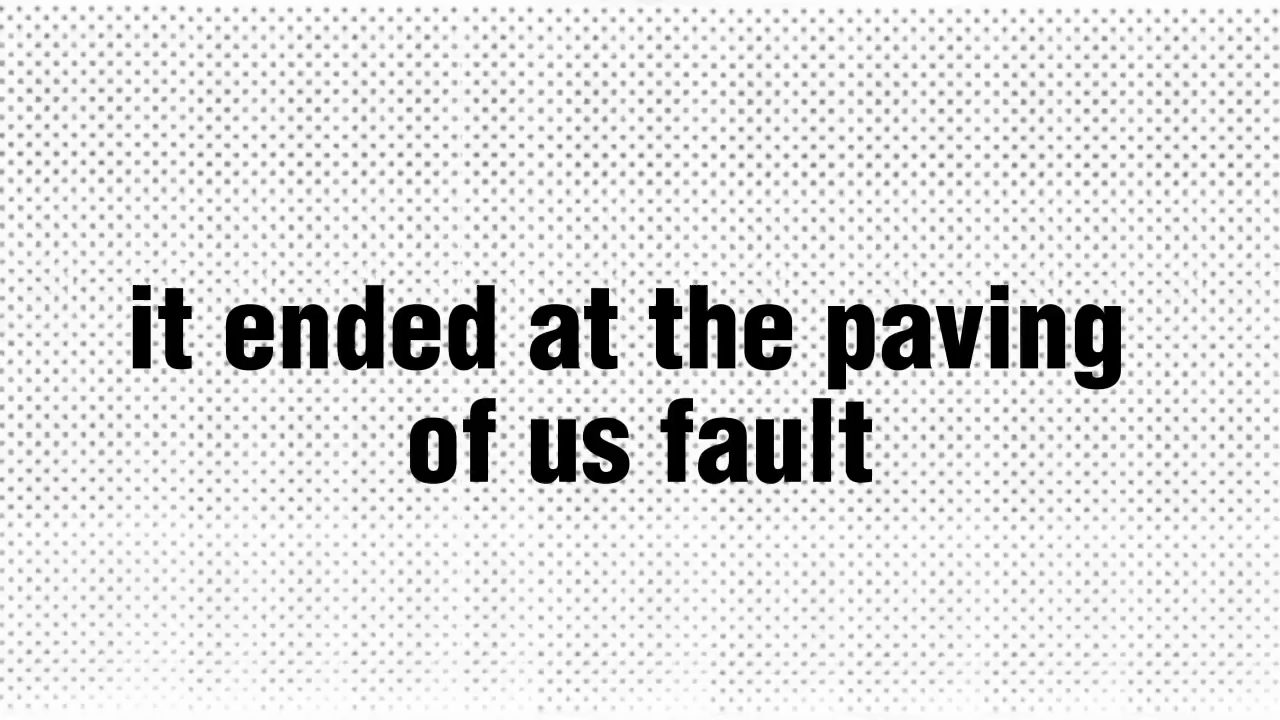 it ended at the paving
of us fault